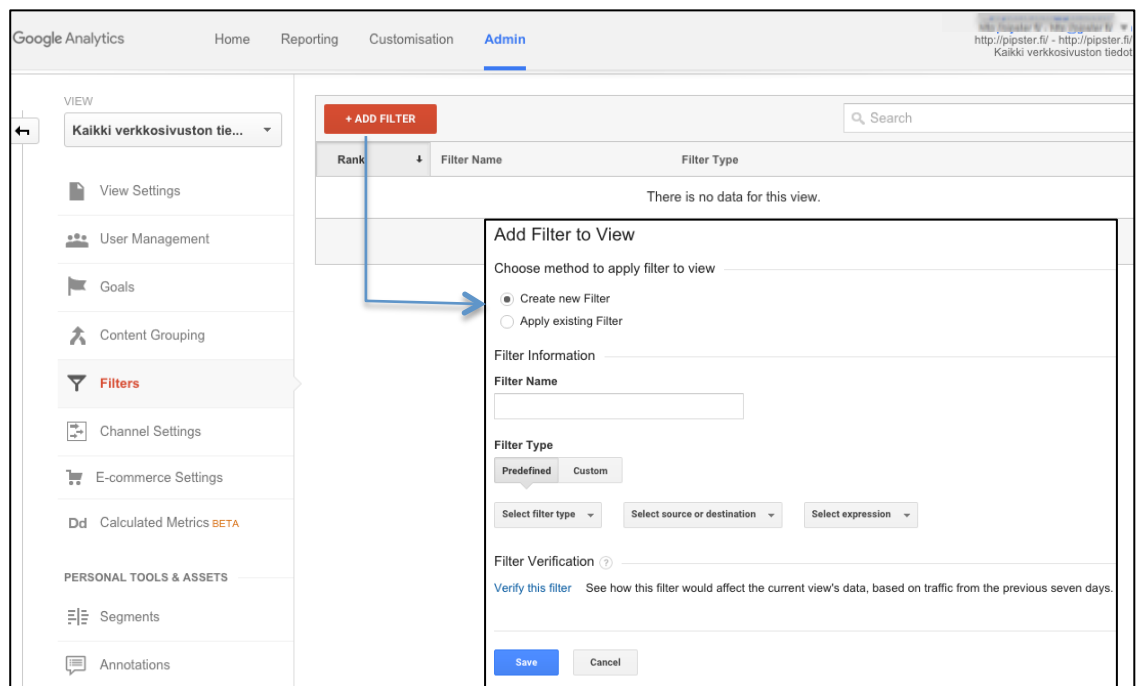 Google Analytics
Home
Reporting
Customisation
Admin
http://pipster.fi/ - http://pipster.fi/
Kaikki verkkosivuston tiedot
VIEW
Kaikki verkkosivuston tie...
+ ADD FILTER
Search
Rank
Filter Name
Filter Type
There is no data for this view.
View Settings
User Management
Goals
Content Grouping
Filters
Channel Settings
E-commerce Settings
Dd Calculated Metrics BETA
PERSONAL TOOLS & ASSETS
Segments
Annotations
Add Filter to View
Choose method to apply filter to view
Create new Filter
Apply existing Filter
Filter Information
Filter Name
Filter Type
Predefined
Custom
Select filter type
Select source or destination
Select expression
Filter Verification ?
Verify this filter See how this filter would affect the current view's data, based on traffic from the previous seven days.
Save
Cancel